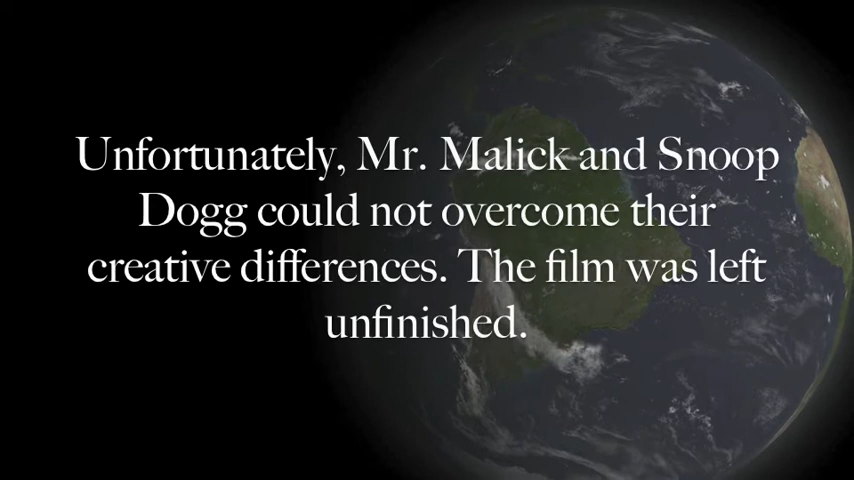 Unfortunately, Mr. Malick and Snoop
Dogg could not overcome their
creative differences. The film was left
unfinished.